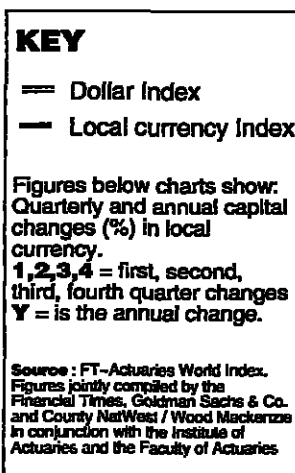 KEY
Dollar Index
Local currency Index
Figures below charts show:
Quarterly and annual capital
changes (%) in local
currency.
1,2,3,4 = first, second,
third, fourth quarter changes
Y = is the annual change.
Source : FT-Actuaries World Index.
Figures jointly compiled by the
Financial Times, Goldman Sachs & Co.
and County NatWest / Wood Mackenzie
in conjunction with the Institute of
Actuaries and the Faculty of Actuaries